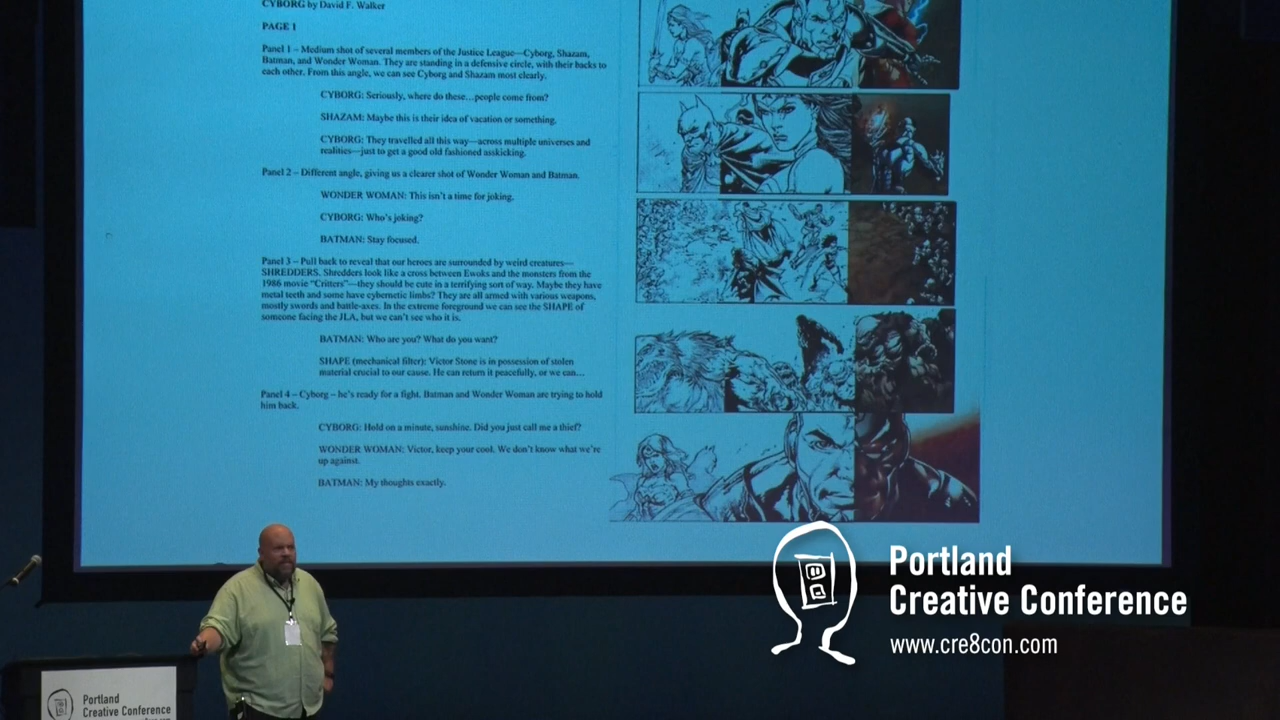 CYBORG by David F. Walker
PAGE 1
Panel 1 – Medium shot of several members of the Justice League—Cyborg, Shazam,
Batman, and Wonder Woman. They are standing in a defensive circle, with their backs to
each other. From this angle, we can see Cyborg and Shazam most clearly.
CYBORG: Seriously, where do these…people come from?
SHAZAM: Maybe this is their idea of vacation or something.
CYBORG: They travelled all this way—across multiple universes and
realities—just to get a good old fashioned asskicking.
Panel 2 – Different angle, giving us a clearer shot of Wonder Woman and Batman.
WONDER WOMAN: This isn't a time for joking.
CYBORG: Who's joking?
BATMAN: Stay focused.
Panel 3 – Pull back to reveal that our heroes are surrounded by weird creatures—
SHREDDERS. Shredders look like a cross between Ewoks and the monsters from the
1986 movie "Critters"—they should be cute in a terrifying sort of way. Maybe they have
metal teeth and some have cybernetic limbs? They are all armed with various weapons,
mostly swords and battle-axes. In the extreme foreground we can see the SHAPE of
someone facing the JLA, but we can't see who it is.
BATMAN: Who are you? What do you want?
SHAPE (mechanical filter): Victor Stone is in possession of stolen
material crucial to our cause. He can return it peacefully, or we can…
Panel 4 – Cyborg – he's ready for a fight. Batman and Wonder Woman are trying to hold
him back.
CYBORG: Hold on a minute, sunshine. Did you just call me a thief?
WONDER WOMAN: Victor, keep your cool. We don't know what we're
up against.
BATMAN: My thoughts exactly.
Portland
Creative Conference
www.cre8con.com
Portland
Creative Conference